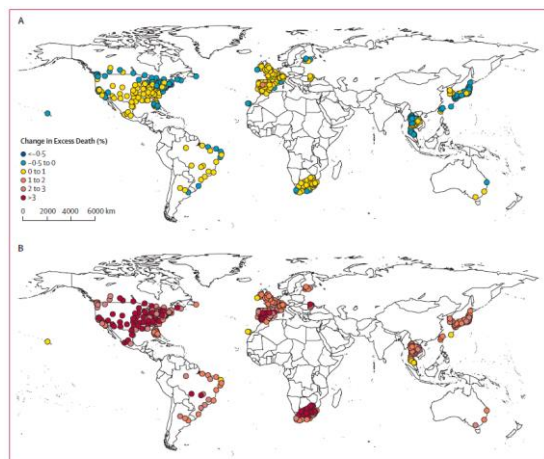 A
Change in Excess Death (%)
<–0·5
–0·5 to 0
0 to 1
1 to 2
2 to 3
>3
0 2000 4000 6000 km
B